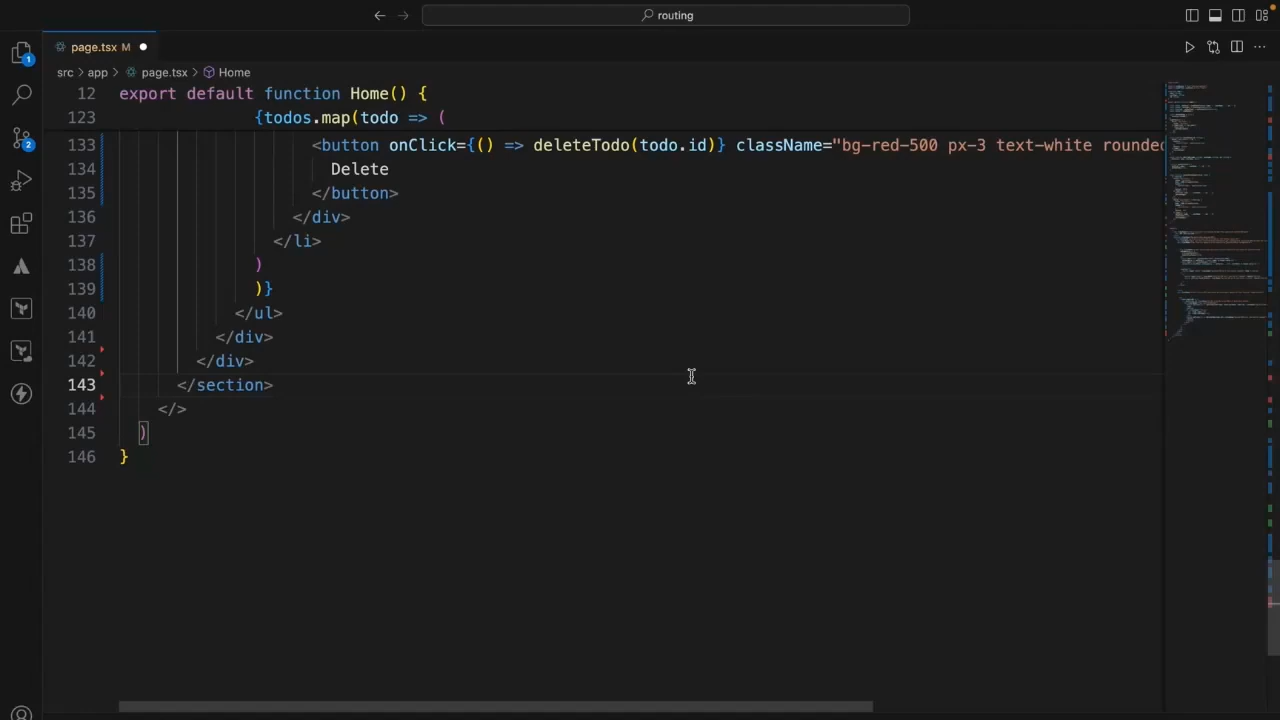 routing
page.tsx M
src > app > page.tsx > Home
12 export default function Home() {
123 {todos.map(todo => (
133 <button onClick={() => deleteTodo(todo.id)} className="bg-red-500 px-3 text-white rounded
134 Delete
135 </button>
136 </div>
137 </li>
138 )
139 )}
140 </ul>
141 </div>
142 </div>
143 </section>
144 </>
145 )
146 }
1
2